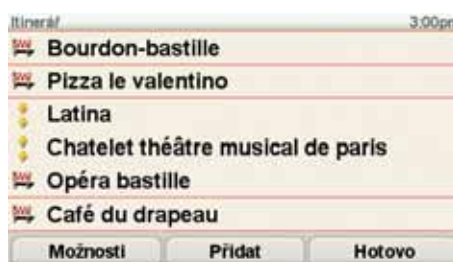 Itinerář 3:00pm
Bourdon-bastille
Pizza le valentino
Latina
Chatelet théâtre musical de paris
Opéra bastille
Café du drapeau
Možnosti Přidat Hotovo